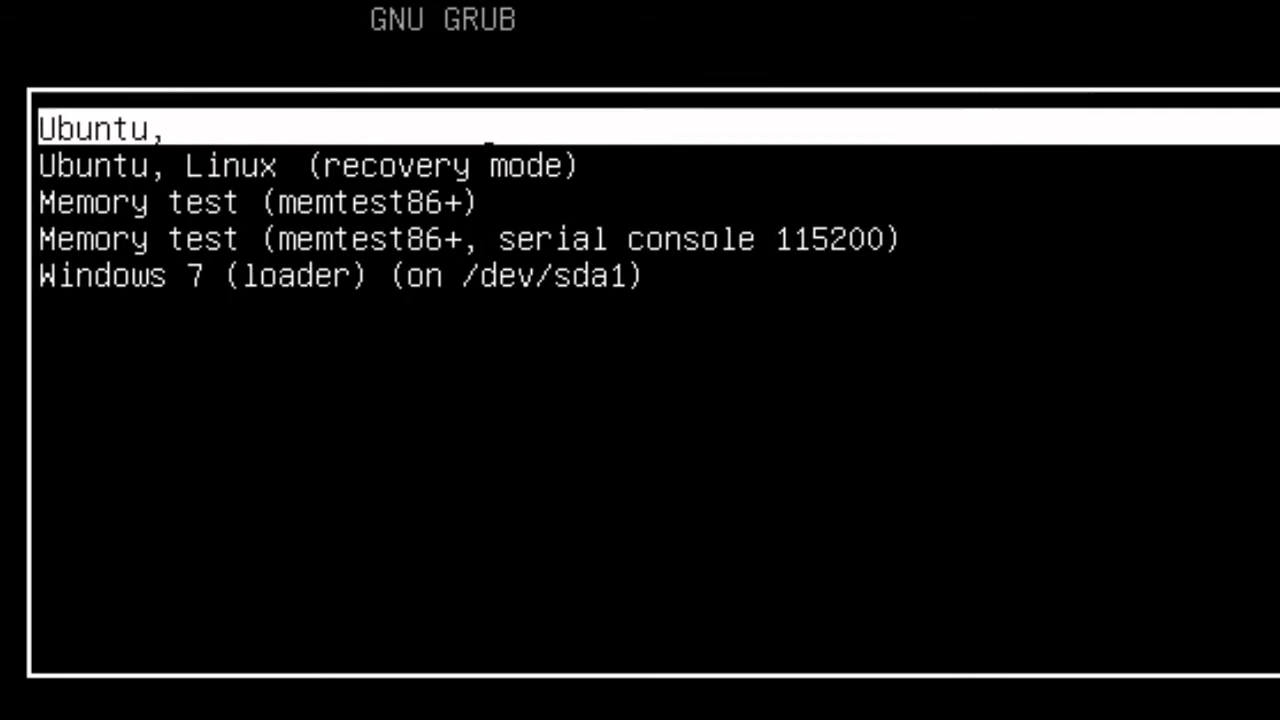 GNU GRUB
Ubuntu,
Ubuntu, Linux (recovery mode)
Memory test (memtest86+)
Memory test (memtest86+, serial console 115200)
Windows 7 (loader) (on /dev/sda1)